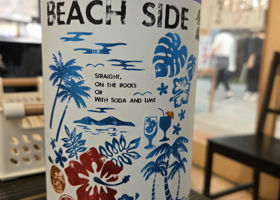 BEACH SIDE
STRAIGHT,
ON THE ROCKS
OR
WITH SODA AND LIME